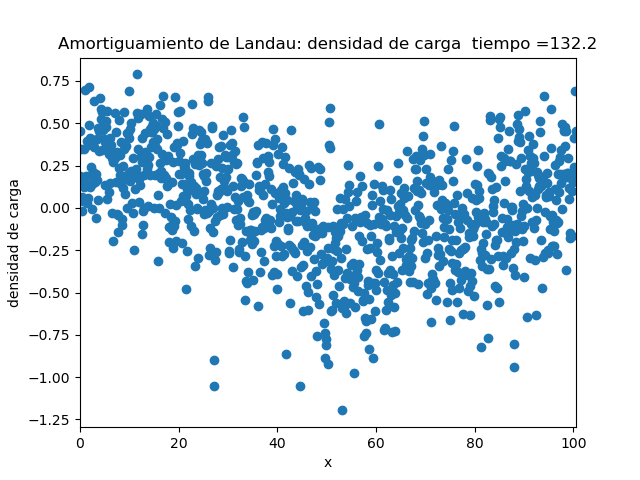 Amortiguamiento de Landau: densidad de carga  tiempo =132.2
densidad de carga
0.75
0.50
0.25
0.00
−0.25
−0.50
−0.75
−1.00
−1.25
0 20 40 60 80 100
x